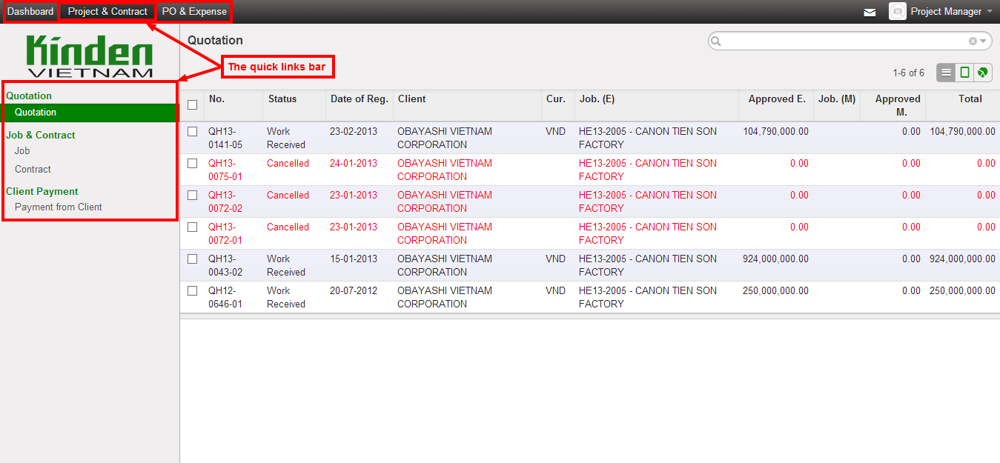 Dashboard Project & Contract PO & Expense Project Manager
Kinden
VIETNAM
Quotation
The quick links bar
1-6 of 6
Quotation
Quotation
Job & Contract
Job
Contract
Client Payment
Payment from Client
No. Status Date of Reg. Client Cur. Job. (E) Approved E. Job. (M) Approved Total
M.
QH13- Work 23-02-2013 OBAYASHI VIETNAM VND HE13-2005 - CANON TIEN SON 104,790,000.00 0.00 104,790,000.00
0141-05 Received CORPORATION FACTORY
QH13- Cancelled 24-01-2013 OBAYASHI VIETNAM HE13-2005 - CANON TIEN SON 0.00 0.00 0.00
0075-01 CORPORATION FACTORY
QH13- Cancelled 23-01-2013 OBAYASHI VIETNAM HE13-2005 - CANON TIEN SON 0.00 0.00 0.00
0072-02 CORPORATION FACTORY
QH13- Cancelled 23-01-2013 OBAYASHI VIETNAM HE13-2005 - CANON TIEN SON 0.00 0.00 0.00
0072-01 CORPORATION FACTORY
QH13- Work 15-01-2013 OBAYASHI VIETNAM VND HE13-2005 - CANON TIEN SON 924,000,000.00 0.00 924,000,000.00
0043-02 Received CORPORATION FACTORY
QH12- Work 20-07-2012 OBAYASHI VIETNAM VND HE13-2005 - CANON TIEN SON 250,000,000.00 0.00 250,000,000.00
0646-01 Received CORPORATION FACTORY